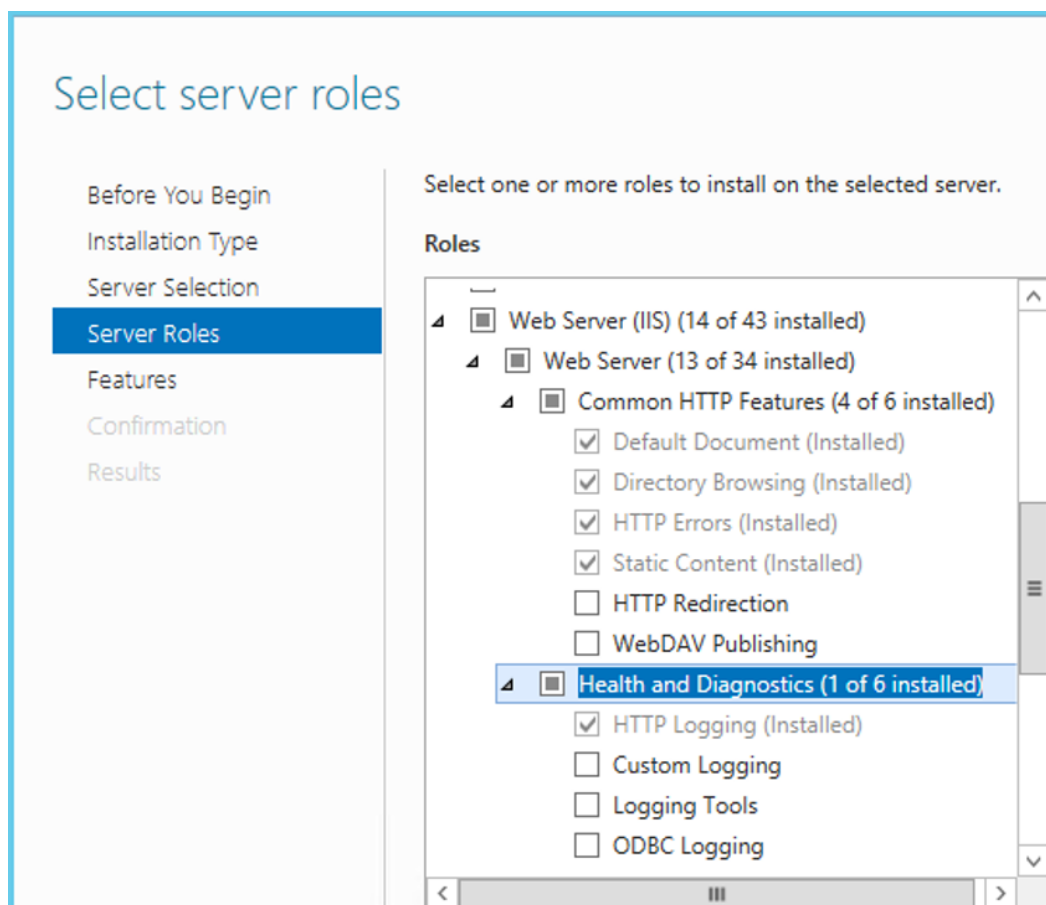 Select server roles
Before You Begin
Installation Type
Server Selection
Server Roles
Features
Confirmation
Results
Select one or more roles to install on the selected server.
Roles
Web Server (IIS) (14 of 43 installed)
Web Server (13 of 34 installed)
Common HTTP Features (4 of 6 installed)
Default Document (Installed)
Directory Browsing (Installed)
HTTP Errors (Installed)
Static Content (Installed)
HTTP Redirection
WebDAV Publishing
Health and Diagnostics (1 of 6 installed)
HTTP Logging (Installed)
Custom Logging
Logging Tools
ODBC Logging